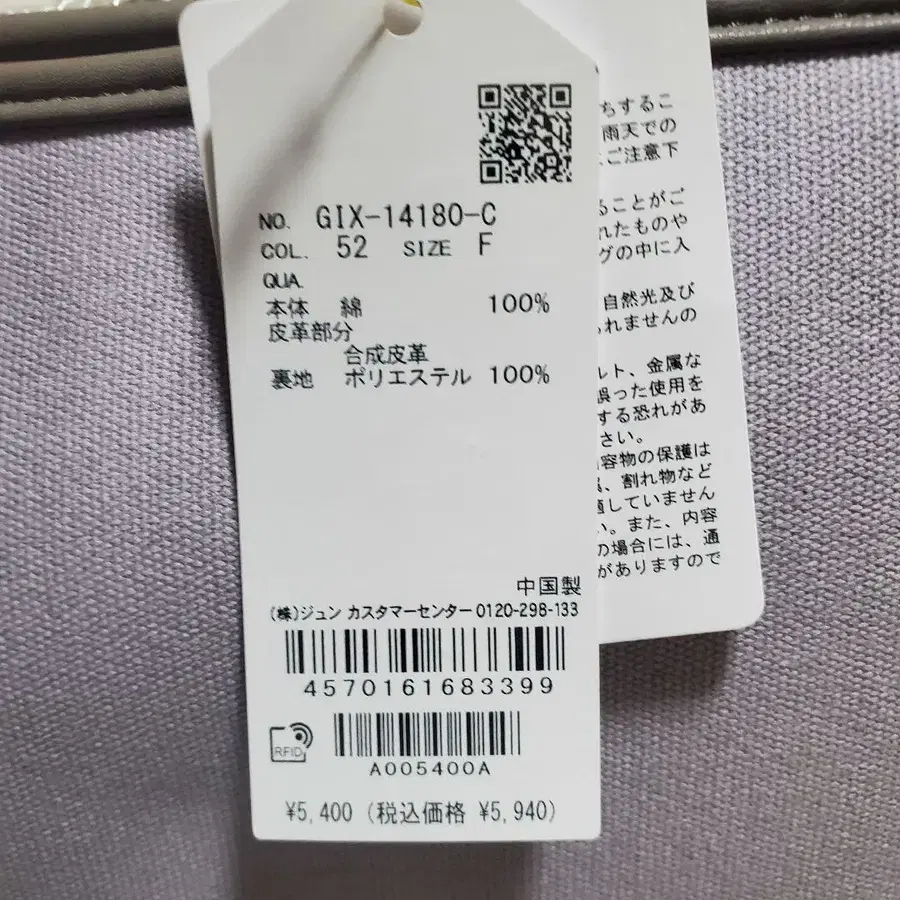 NO. GIX-14180-C
COL. 52 SIZE F
QUA.
本体 綿 100%
皮革部分
合成皮革
裏地 ポリエステル 100%
中国製
(株)ジュン カスタマーセンター 0120-298-133
4570161683399
RFID
A005400A
¥5,400 (税込価格 ¥5,940)
ちするこ
雨天での
ご注意下
ることがご
れたものや
グの中に入
自然光及び
られませんの
ルト、金属な
誤った使用を
する恐れがあ
さい。
容物の保護は
、割れ物など
適していません
い。また、内容
の場合には、通
がありますので